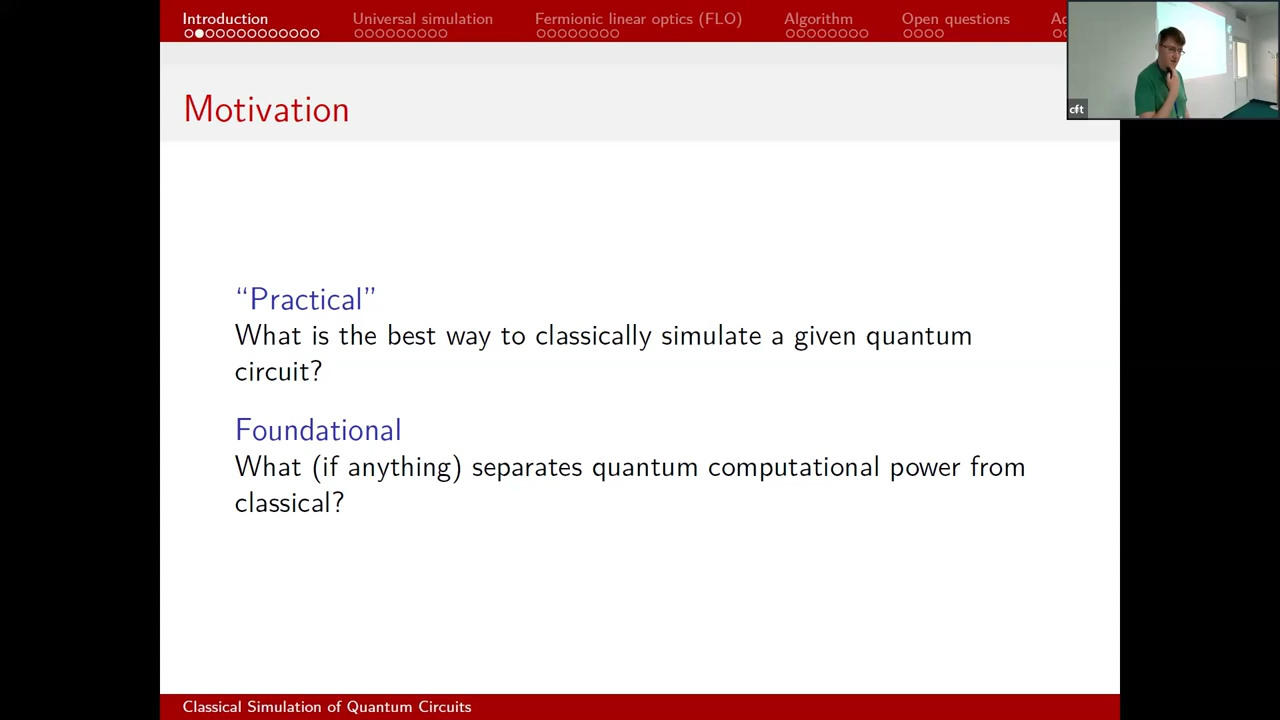 Introduction
Universal simulation
Fermionic linear optics (FLO)
Algorithm
Open questions
Ad
cft
Motivation
“Practical”
What is the best way to classically simulate a given quantum
circuit?
Foundational
What (if anything) separates quantum computational power from
classical?
Classical Simulation of Quantum Circuits